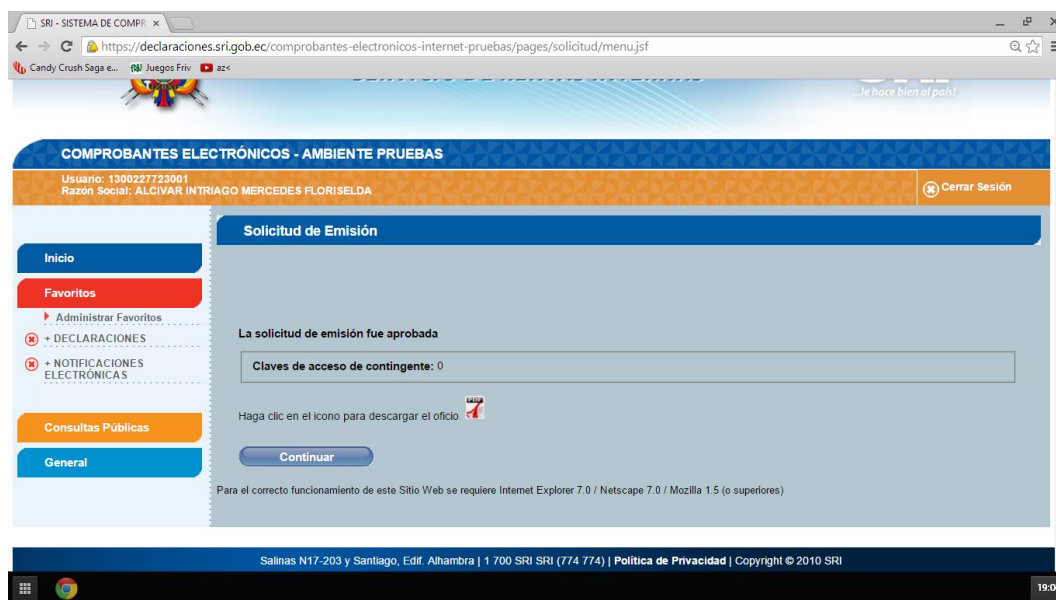 SRI - SISTEMA DE COMPR
https://declaraciones.sri.gob.ec/comprobantes-electronicos-internet-pruebas/pages/solicitud/menu.jsf
Candy Crush Saga e... Juegos Friv az<
...le hace bien al país!
COMPROBANTES ELECTRÓNICOS - AMBIENTE PRUEBAS
Usuario: 1300227723001
Razón Social: ALCIVAR INTRIAGO MERCEDES FLORISELDA
Cerrar Sesión
Solicitud de Emisión
Inicio
Favoritos
Administrar Favoritos
+ DECLARACIONES
+ NOTIFICACIONES
ELECTRÓNICAS
Consultas Públicas
General
La solicitud de emisión fue aprobada
Claves de acceso de contingente: 0
Haga clic en el icono para descargar el oficio
Continuar
Para el correcto funcionamiento de este Sitio Web se requiere Internet Explorer 7.0 / Netscape 7.0 / Mozilla 1.5 (o superiores)
Salinas N17-203 y Santiago, Edif. Alhambra | 1 700 SRI SRI (774 774) | Política de Privacidad | Copyright © 2010 SRI